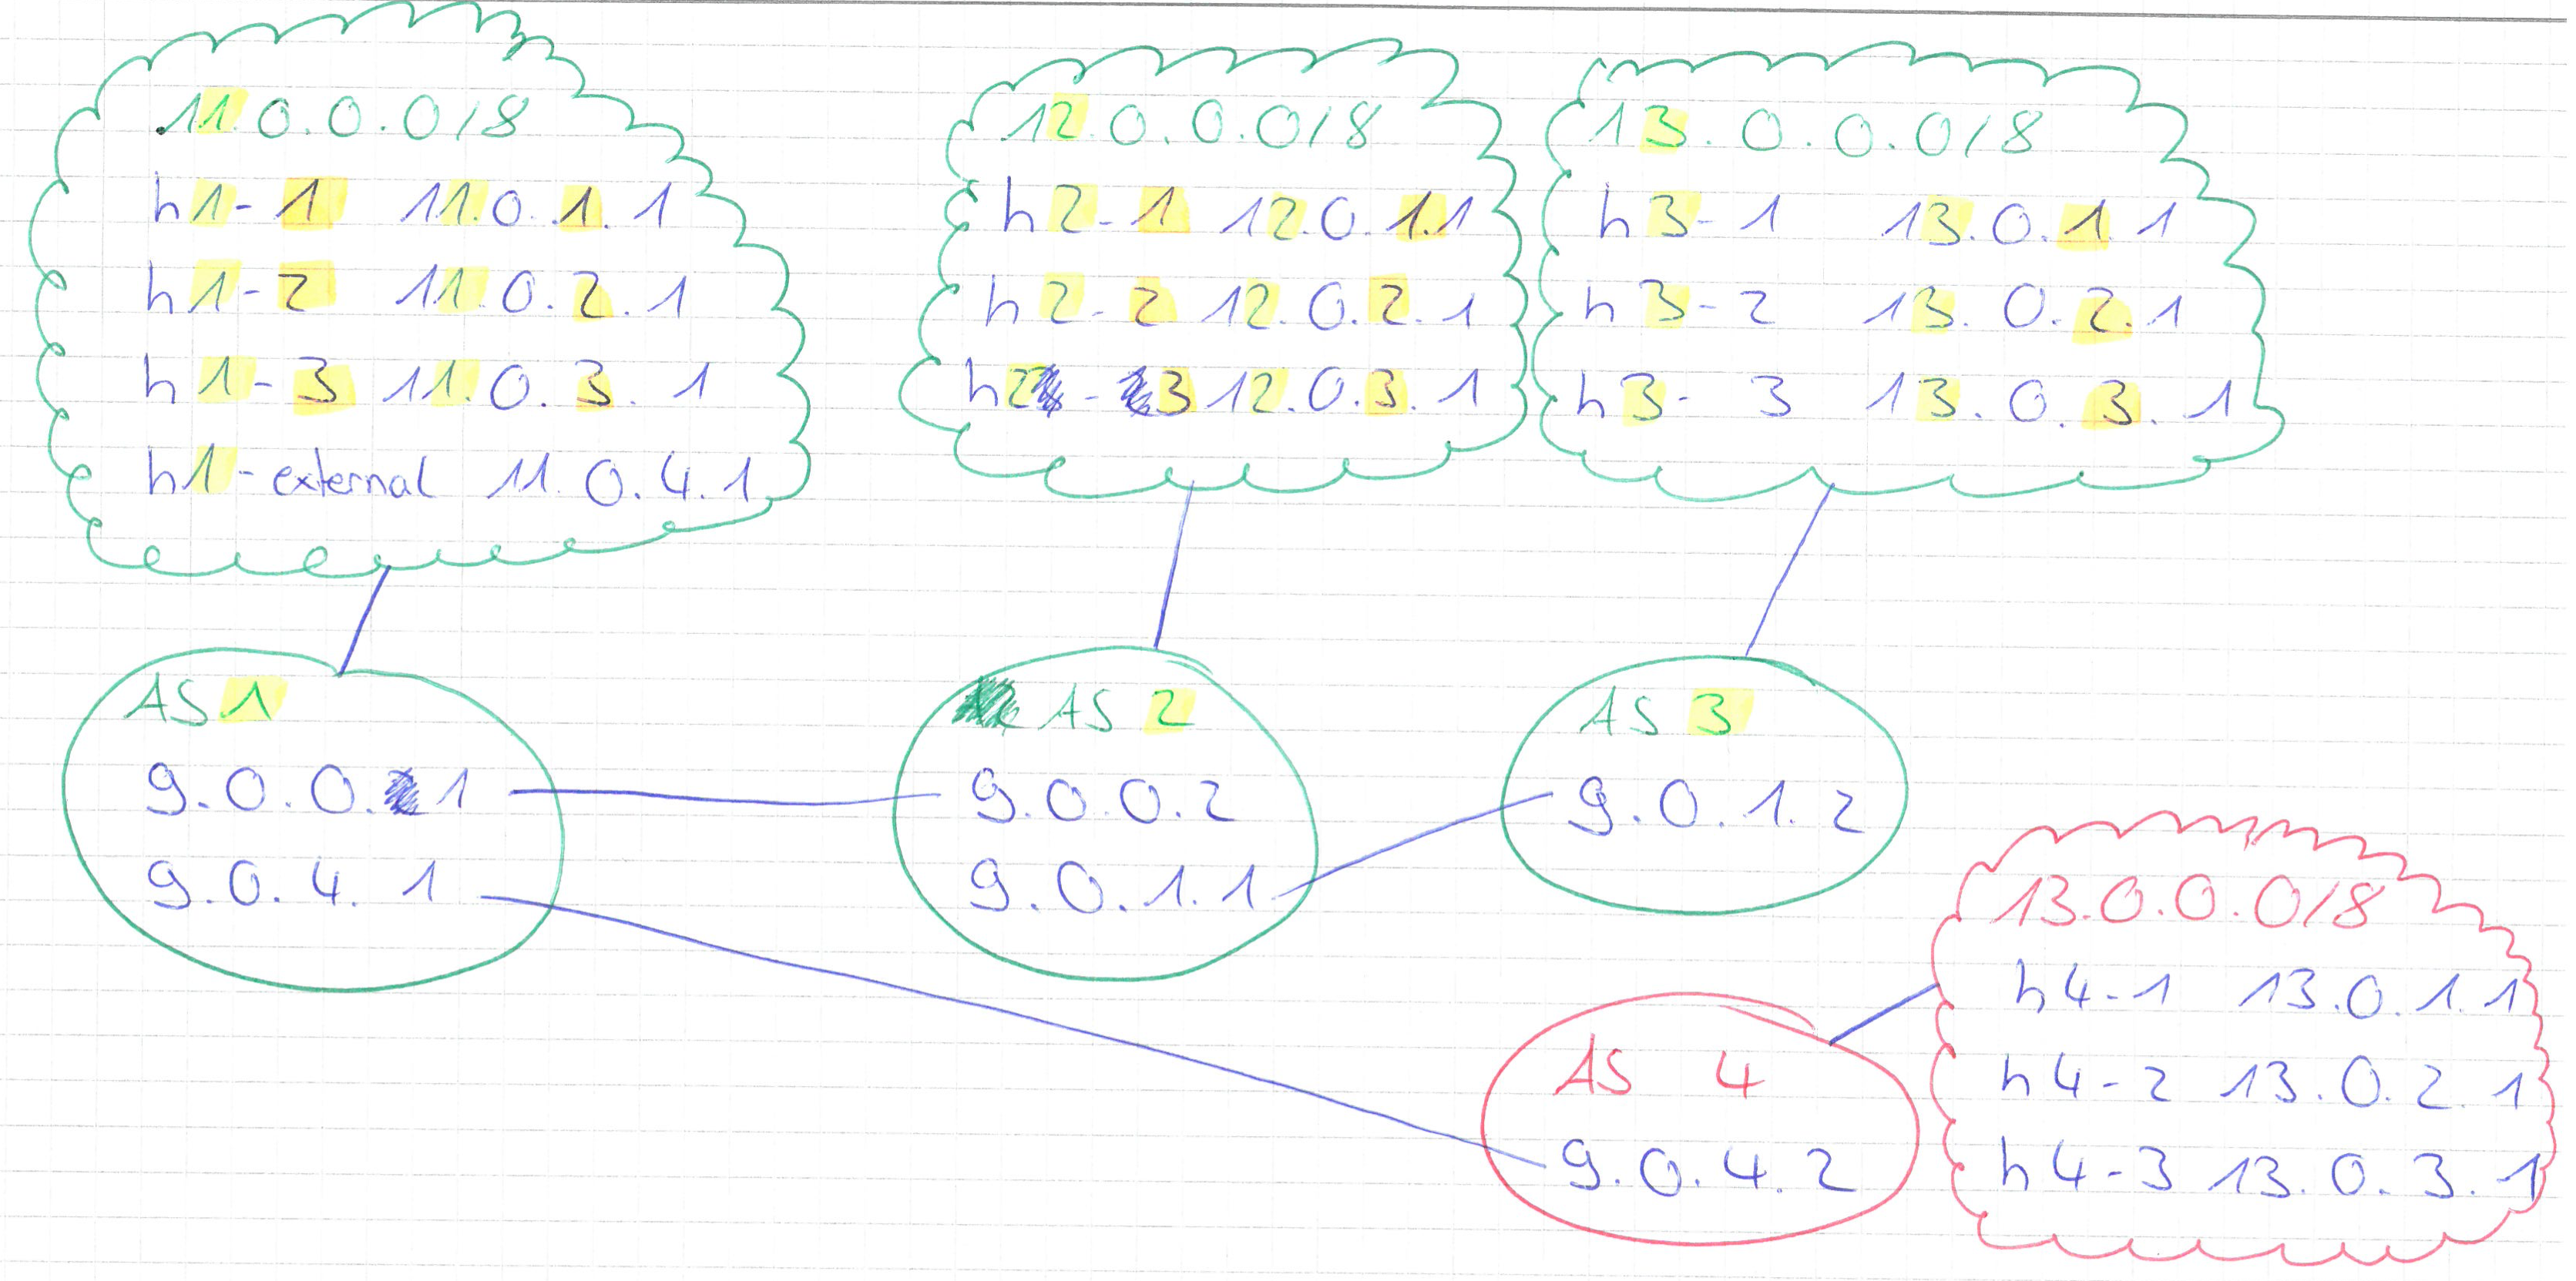 11.0.0.0/8
h1-1 11.0.1.1
h1-2 11.0.2.1
h1-3 11.0.3.1
h1-external 11.0.4.1
12.0.0.0/8
h2-1 12.0.1.1
h2-2 12.0.2.1
h2-3 12.0.3.1
13.0.0.0/8
h3-1 13.0.1.1
h3-2 13.0.2.1
h3-3 13.0.3.1
AS 1
9.0.0.1
9.0.4.1
AS 2
9.0.0.2
9.0.1.1
AS 3
9.0.1.2
AS 4
9.0.4.2
13.0.0.0/8
h4-1 13.0.1.1
h4-2 13.0.2.1
h4-3 13.0.3.1